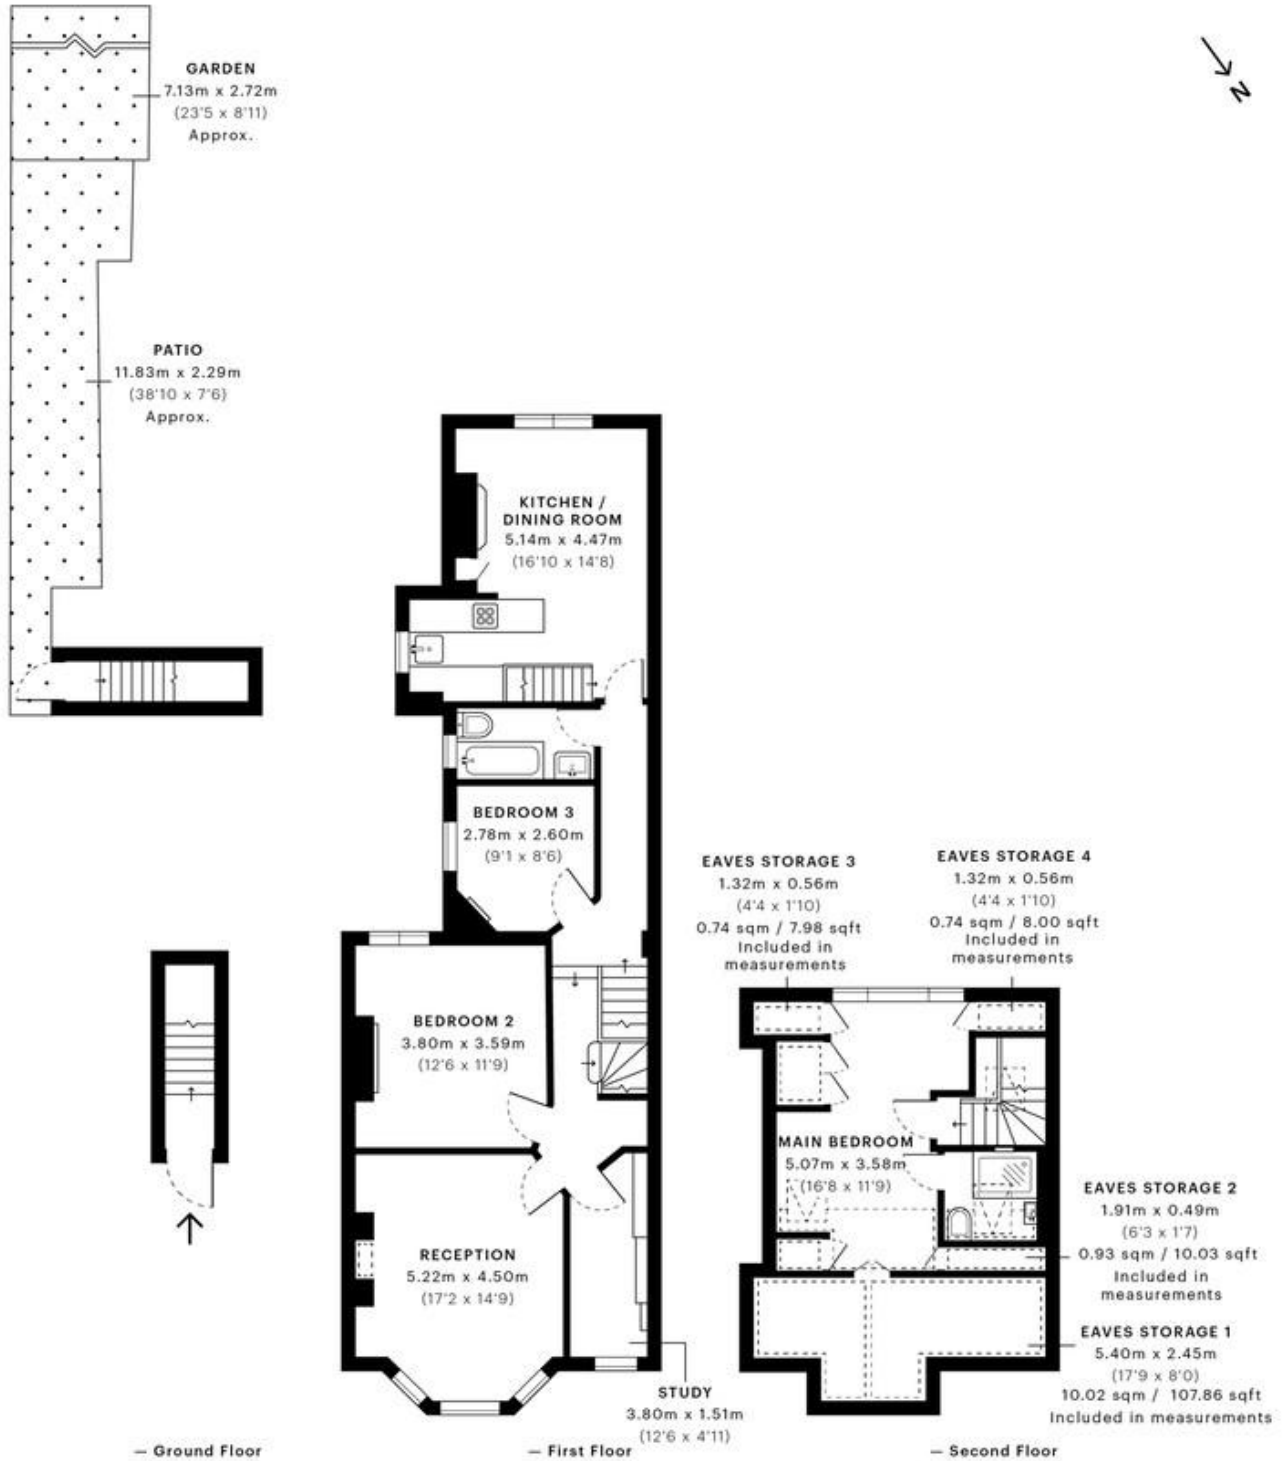 N
GARDEN
7.13m x 2.72m
(23'5 x 8'11)
Approx.
PATIO
11.83m x 2.29m
(38'10 x 7'6)
Approx.
KITCHEN /
DINING ROOM
5.14m x 4.47m
(16'10 x 14'8)
BEDROOM 3
2.78m x 2.60m
(9'1 x 8'6)
BEDROOM 2
3.80m x 3.59m
(12'6 x 11'9)
RECEPTION
5.22m x 4.50m
(17'2 x 14'9)
STUDY
3.80m x 1.51m
(12'6 x 4'11)
EAVES STORAGE 3
1.32m x 0.56m
(4'4 x 1'10)
0.74 sqm / 7.98 sqft
Included in
measurements
EAVES STORAGE 4
1.32m x 0.56m
(4'4 x 1'10)
0.74 sqm / 8.00 sqft
Included in
measurements
MAIN BEDROOM
5.07m x 3.58m
(16'8 x 11'9)
EAVES STORAGE 2
1.91m x 0.49m
(6'3 x 1'7)
0.93 sqm / 10.03 sqft
Included in
measurements
EAVES STORAGE 1
5.40m x 2.45m
(17'9 x 8'0)
10.02 sqm / 107.86 sqft
Included in measurements
— Ground Floor
— First Floor
— Second Floor